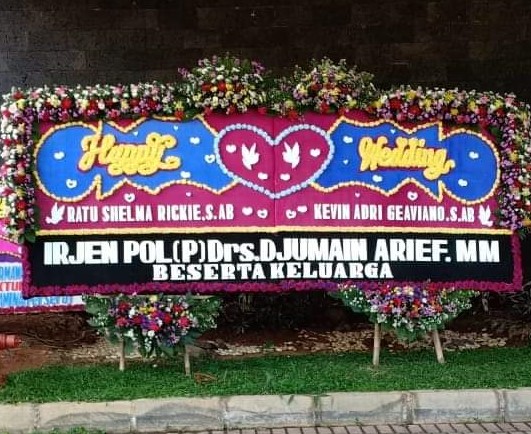 Happy Wedding
RATU SHELMA RICKIE,S.AB KEVIN ADRI GEAVIANO.S.AB
IRJEN POL(P)Drs.DJUMAIN ARIEF. MM
BESERTA KELUARGA